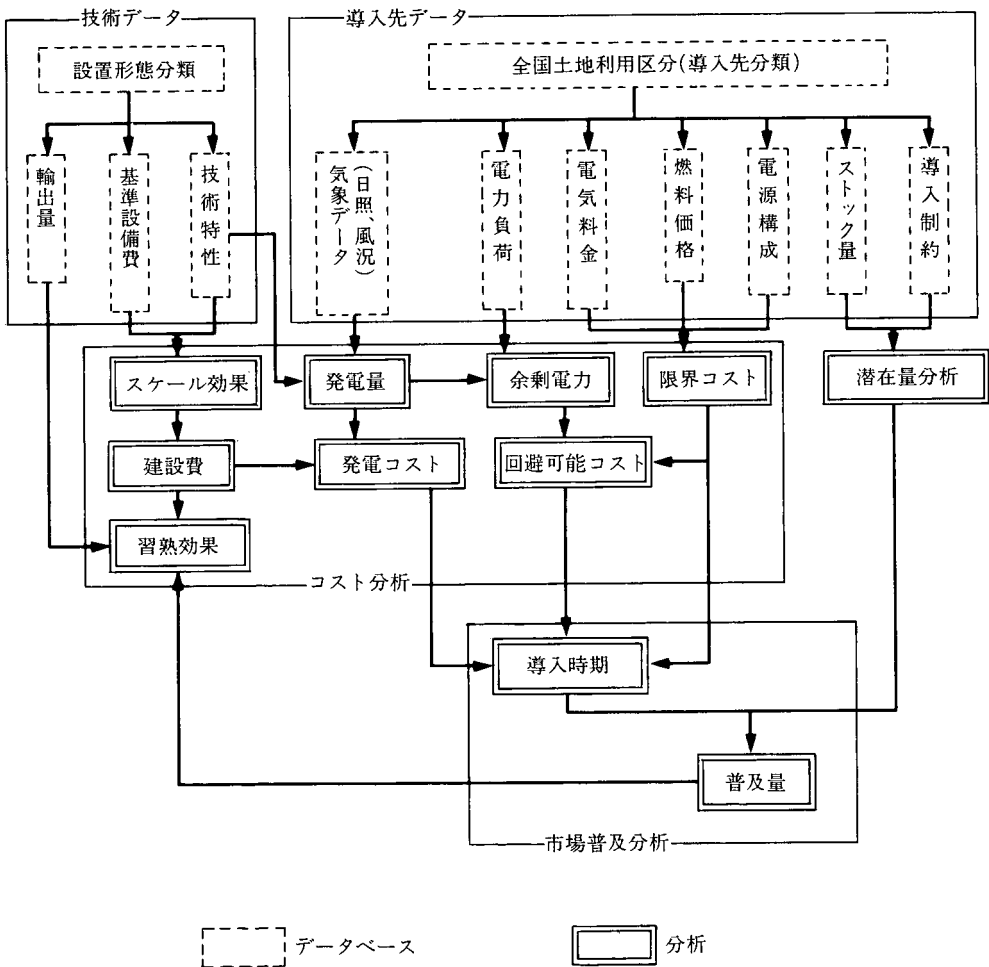 技術データ
導入先データ
設置形態分類
全国土地利用区分(導入先分類)
輸出量
基準設備費
技術特性
気象データ
(日照、風況)
電力負荷
電気料金
燃料価格
電源構成
ストック量
導入制約
スケール効果
発電量
余剰電力
限界コスト
潜在量分析
建設費
発電コスト
回避可能コスト
習熟効果
コスト分析
導入時期
普及量
市場普及分析
データベース
分析